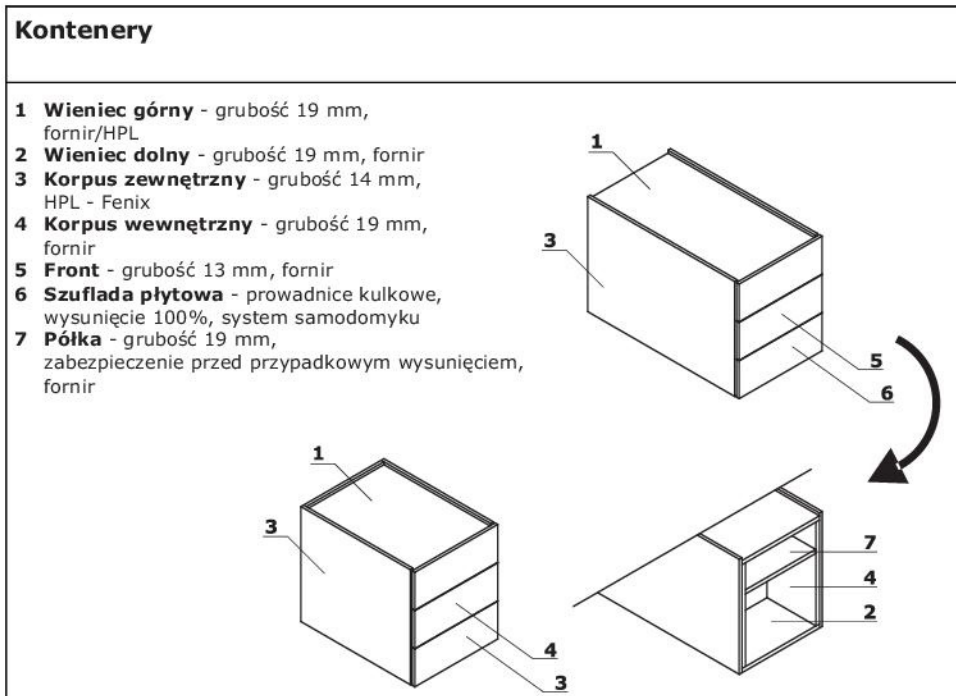 Kontenery
1 Wieniec górny - grubość 19 mm,
fornir/HPL
2 Wieniec dolny - grubość 19 mm, fornir
3 Korpus zewnętrzny - grubość 14 mm,
HPL - Fenix
4 Korpus wewnętrzny - grubość 19 mm,
fornir
5 Front - grubość 13 mm, fornir
6 Szuflada płytowa - prowadnice kulkowe,
wysunięcie 100%, system samodomyku
7 Półka - grubość 19 mm,
zabezpieczenie przed przypadkowym wysunięciem,
fornir
1
3
5
6
1
3
4
3
7
4
2